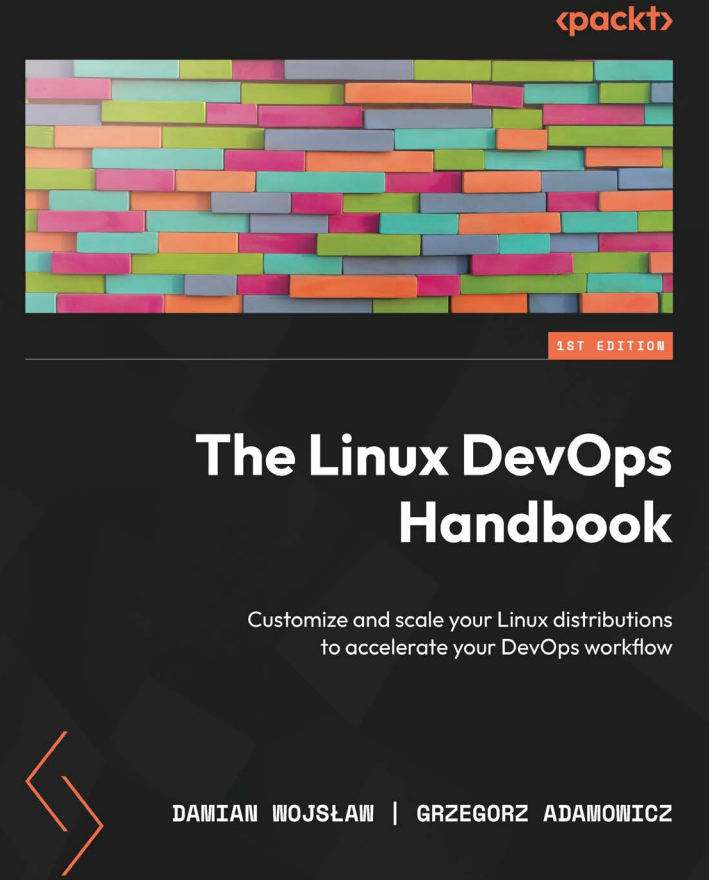 <packt>
1ST EDITION
The Linux DevOps
Handbook
Customize and scale your Linux distributions
to accelerate your DevOps workflow
DAMIAN WOJSŁAW | GRZEGORZ ADAMOWICZ